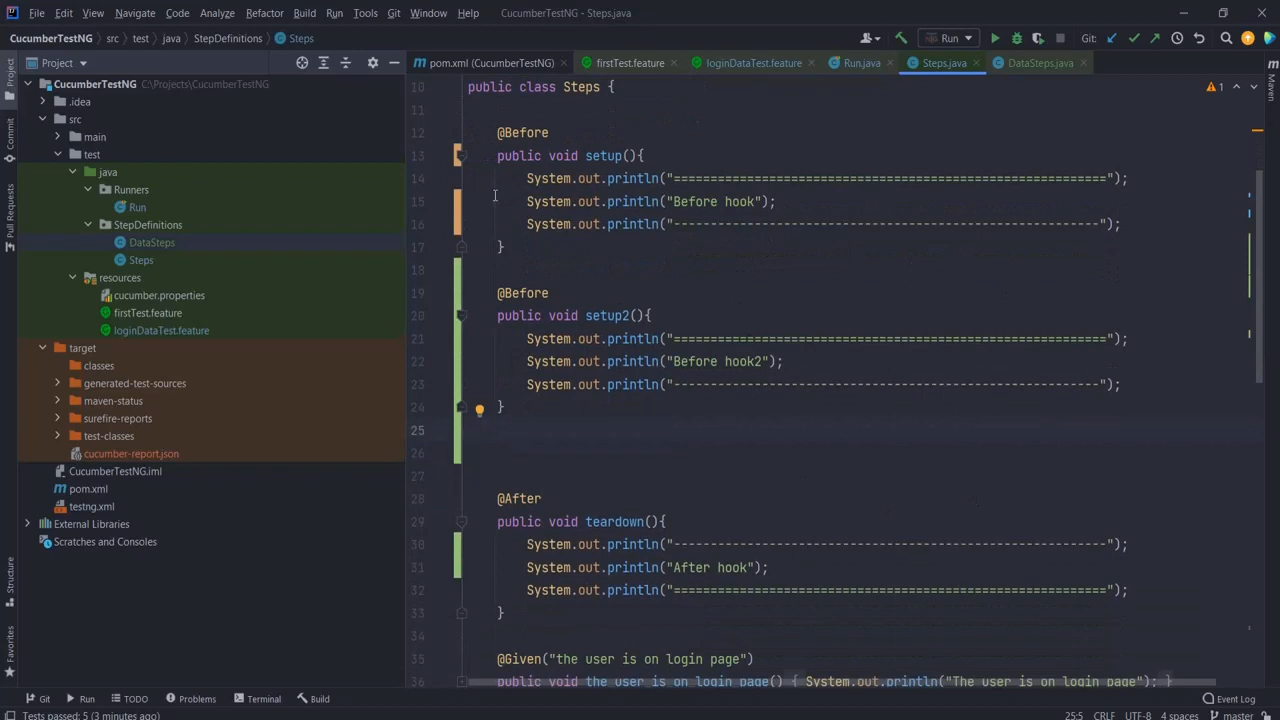 File Edit View Navigate Code Analyze Refactor Build Run Tools Git Window Help CucumberTestNG - Steps.java
CucumberTestNG src test java StepDefinitions Steps Run Git:
Project
pom.xml (CucumberTestNG) firstTest.feature loginDataTest.feature Run.java Steps.java DataSteps.java
CucumberTestNG C:\Projects\CucumberTestNG
.idea
src
main
test
java
Runners
Run
StepDefinitions
DataSteps
Steps
resources
cucumber.properties
firstTest.feature
loginDataTest.feature
target
classes
generated-test-sources
maven-status
surefire-reports
test-classes
cucumber-report.json
CucumberTestNG.iml
pom.xml
testng.xml
External Libraries
Scratches and Consoles
Project
Commit
Pull Requests
Structure
Favorites
Maven
1
10 public class Steps {
11
12 @Before
13 public void setup(){
14 System.out.println("===========================================================");
15 System.out.println("Before hook");
16 System.out.println("----------------------------------------------------------");
17 }
18
19 @Before
20 public void setup2(){
21 System.out.println("===========================================================");
22 System.out.println("Before hook2");
23 System.out.println("----------------------------------------------------------");
24 }
25
26
27
28 @After
29 public void teardown(){
30 System.out.println("-----------------------------------------------------------");
31 System.out.println("After hook");
32 System.out.println("===========================================================");
33 }
34
35 @Given("the user is on login page")
36 public void the_user_is_on_login_page() { System.out.println("The user is on login page"); }
Git Run TODO Problems Terminal Build Event Log
Tests passed: 5 (3 minutes ago) 25:5 CRLF UTF-8 4 spaces master